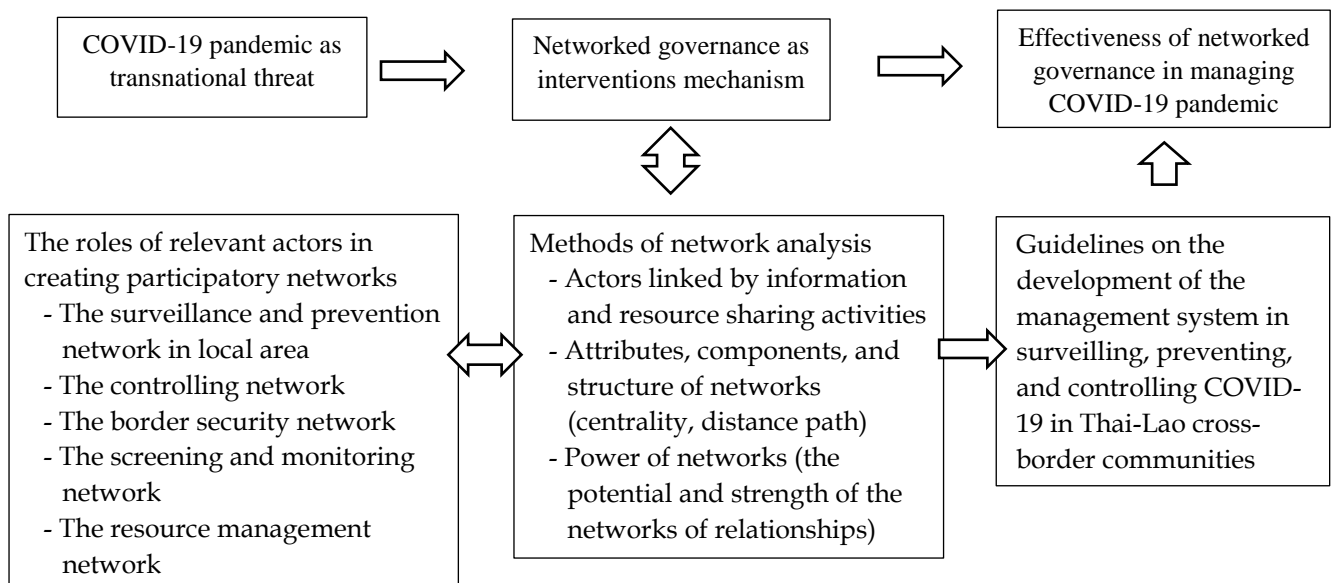 COVID-19 pandemic as
transnational threat
Networked governance as
interventions mechanism
Effectiveness of networked
governance in managing
COVID-19 pandemic
The roles of relevant actors in
creating participatory networks
- The surveillance and prevention
network in local area
- The controlling network
- The border security network
- The screening and monitoring
network
- The resource management
network
Methods of network analysis
- Actors linked by information
and resource sharing activities
- Attributes, components, and
structure of networks
(centrality, distance path)
- Power of networks (the
potential and strength of the
networks of relationships)
Guidelines on the
development of the
management system in
surveilling, preventing,
and controlling COVID-
19 in Thai-Lao cross-
border communities